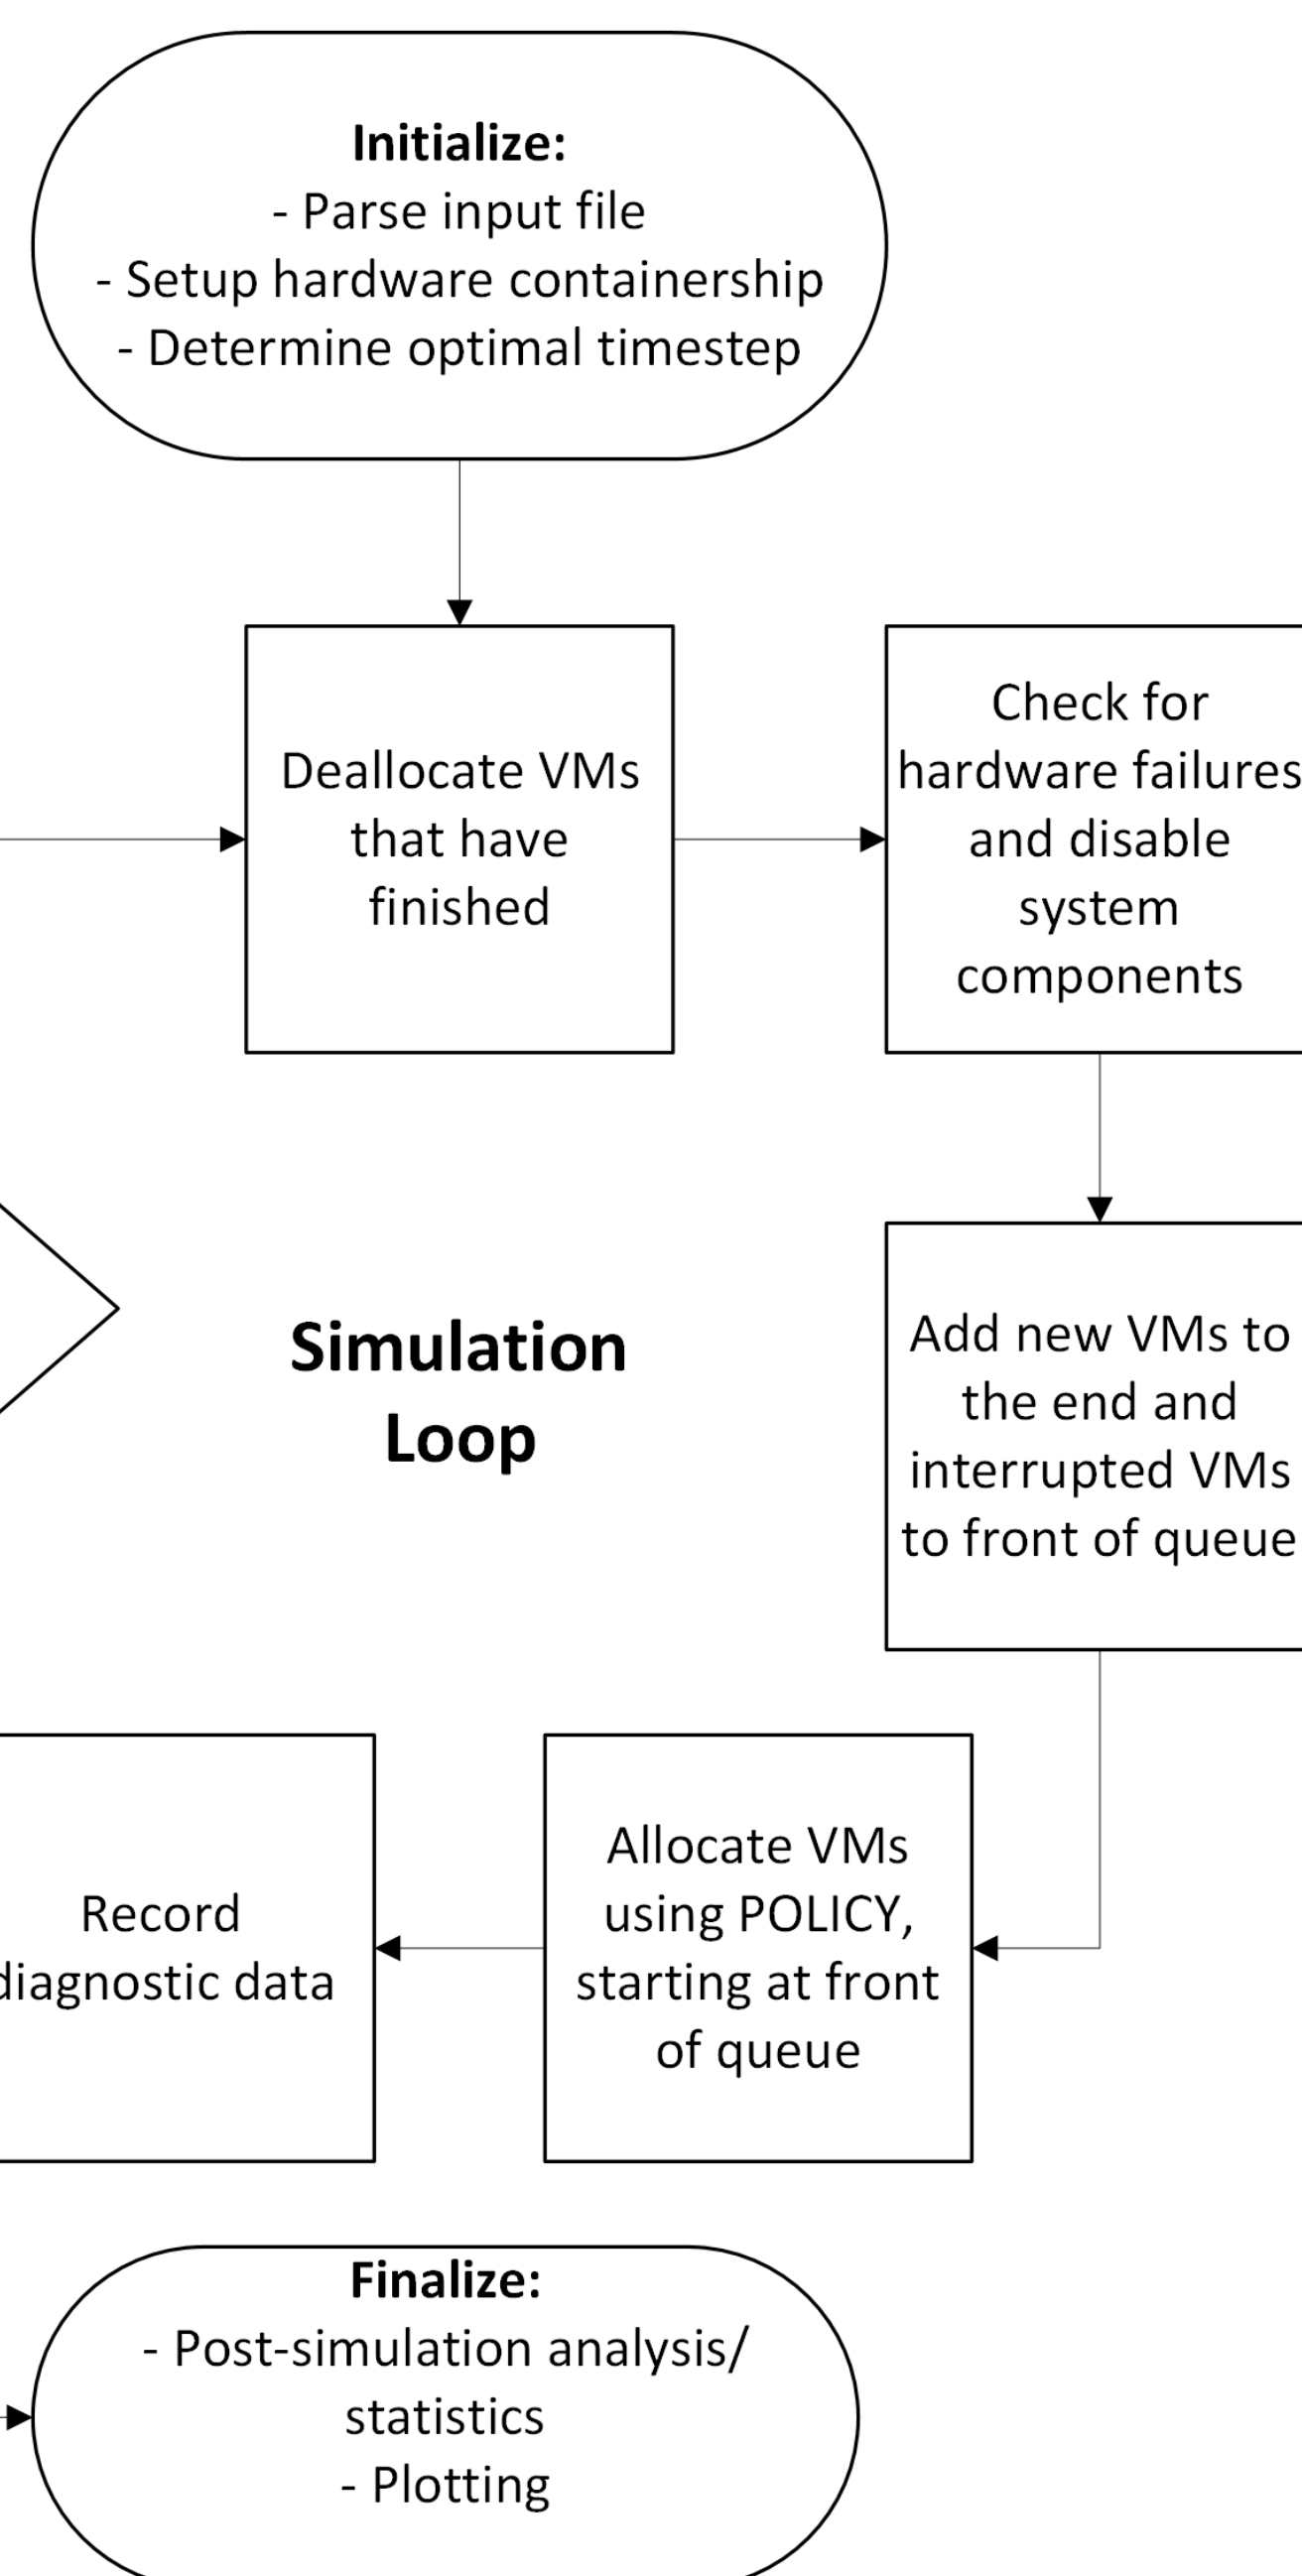 Initialize:
- Parse input file
- Setup hardware containership
- Determine optimal timestep
Deallocate VMs
that have
finished
Check for
hardware failures
and disable
system
components
Simulation
Loop
Add new VMs to
the end and
interrupted VMs
to front of queue
Allocate VMs
using POLICY,
starting at front
of queue
Record
diagnostic data
Finalize:
- Post-simulation analysis/
statistics
- Plotting